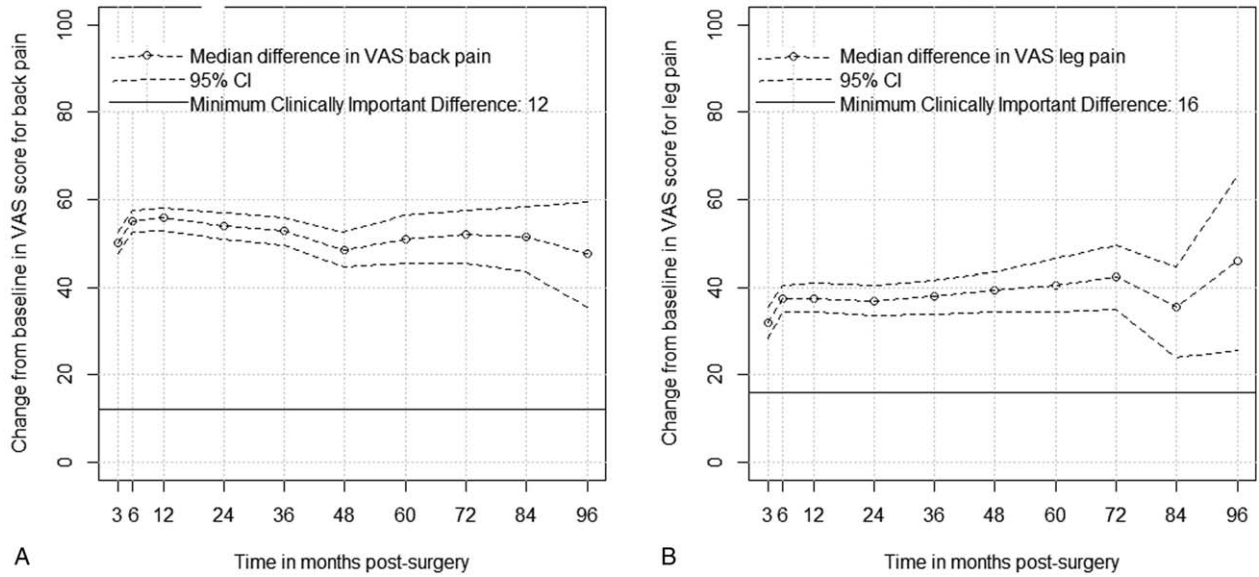 Change from baseline in VAS score for back pain
100
80
60
40
20
0
Median difference in VAS back pain
95% CI
Minimum Clinically Important Difference: 12
3 6 12 24 36 48 60 72 84 96
Time in months post-surgery
A
Change from baseline in VAS score for leg pain
100
80
60
40
20
0
Median difference in VAS leg pain
95% CI
Minimum Clinically Important Difference: 16
3 6 12 24 36 48 60 72 84 96
Time in months post-surgery
B